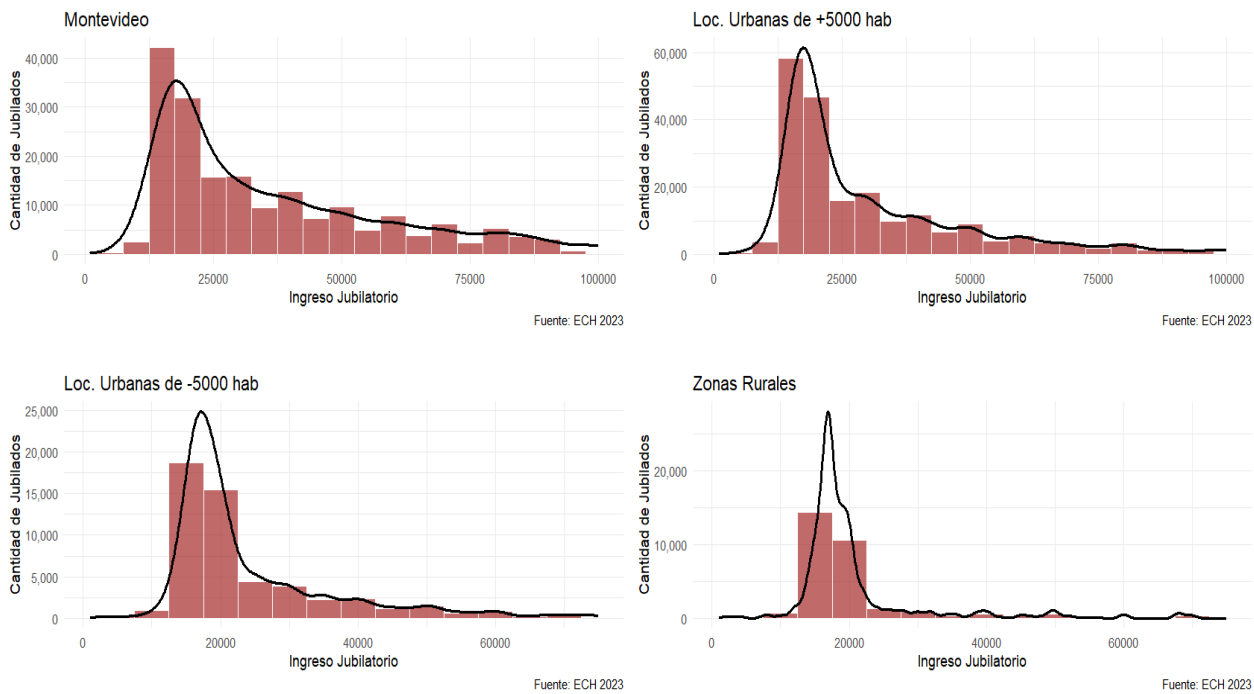 Montevideo
Cantidad de Jubilados
40,000
30,000
20,000
10,000
0
0 25000 50000 75000 100000
Ingreso Jubilatorio
Fuente: ECH 2023
Loc. Urbanas de +5000 hab
Cantidad de Jubilados
60,000
40,000
20,000
0
0 25000 50000 75000 100000
Ingreso Jubilatorio
Fuente: ECH 2023
Loc. Urbanas de -5000 hab
Cantidad de Jubilados
25,000
20,000
15,000
10,000
5,000
0
0 20000 40000 60000
Ingreso Jubilatorio
Fuente: ECH 2023
Zonas Rurales
Cantidad de Jubilados
20,000
10,000
0
0 20000 40000 60000
Ingreso Jubilatorio
Fuente: ECH 2023